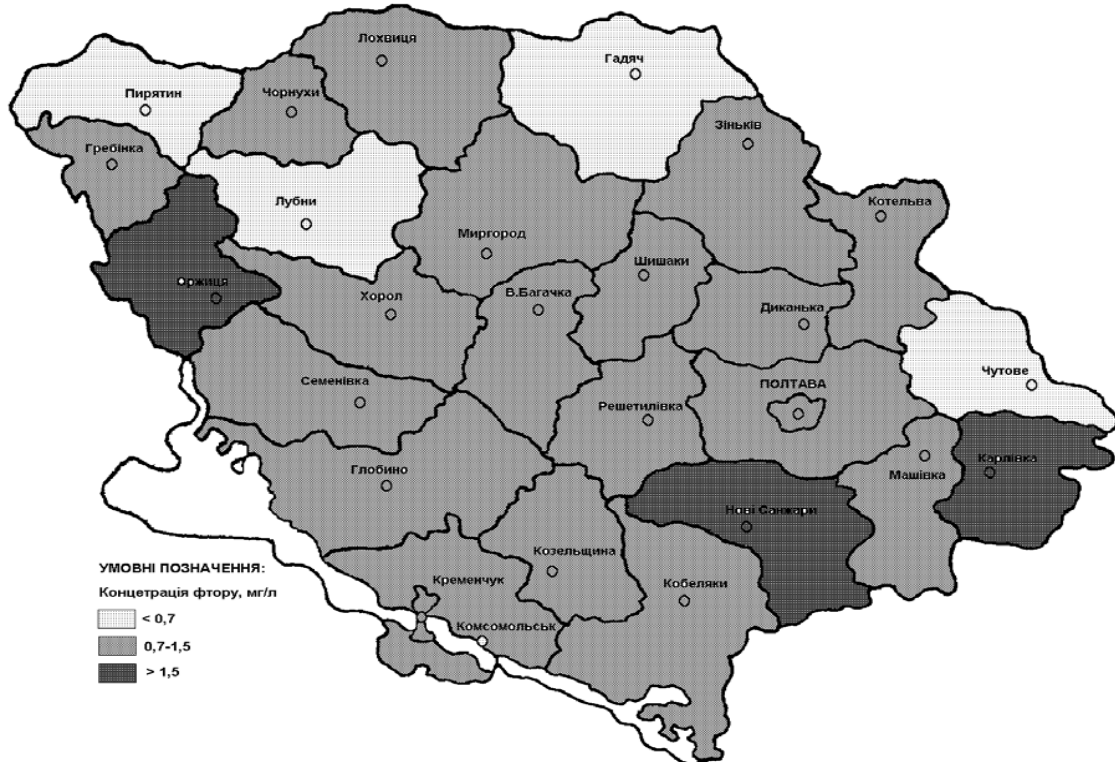 Лохвиця
Гадяч
Пирятин
Чорнухи
Зіньків
Гребінка
Лубни
Котельва
Миргород
Шишаки
Оржиця
Хорол
В.Багачка
Диканька
Чутове
Семенівка
ПОЛТАВА
Решетилівка
Глобино
Машівка
Карлівка
Нові Санжари
Козельщина
Кременчук
Кобеляки
Комсомольськ
УМОВНІ ПОЗНАЧЕННЯ:
Концетрація фтору, мг/л
< 0,7
0,7-1,5
> 1,5